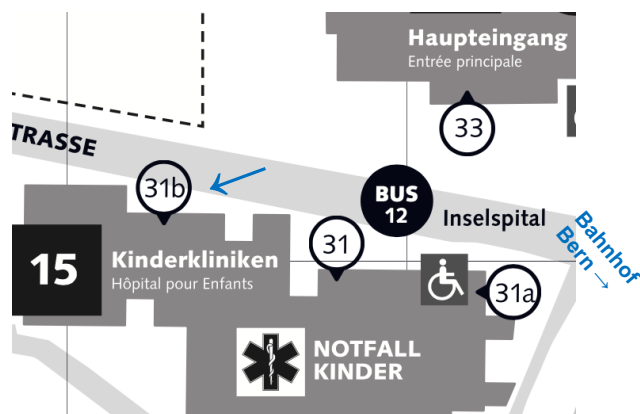 Haupteingang
Entrée principale
33
TRASSE
31b
BUS
12
Inselspital
Bahnhof
Bern →
31
15
Kinderkliniken
Hôpital pour Enfants
31a
NOTFALL
KINDER